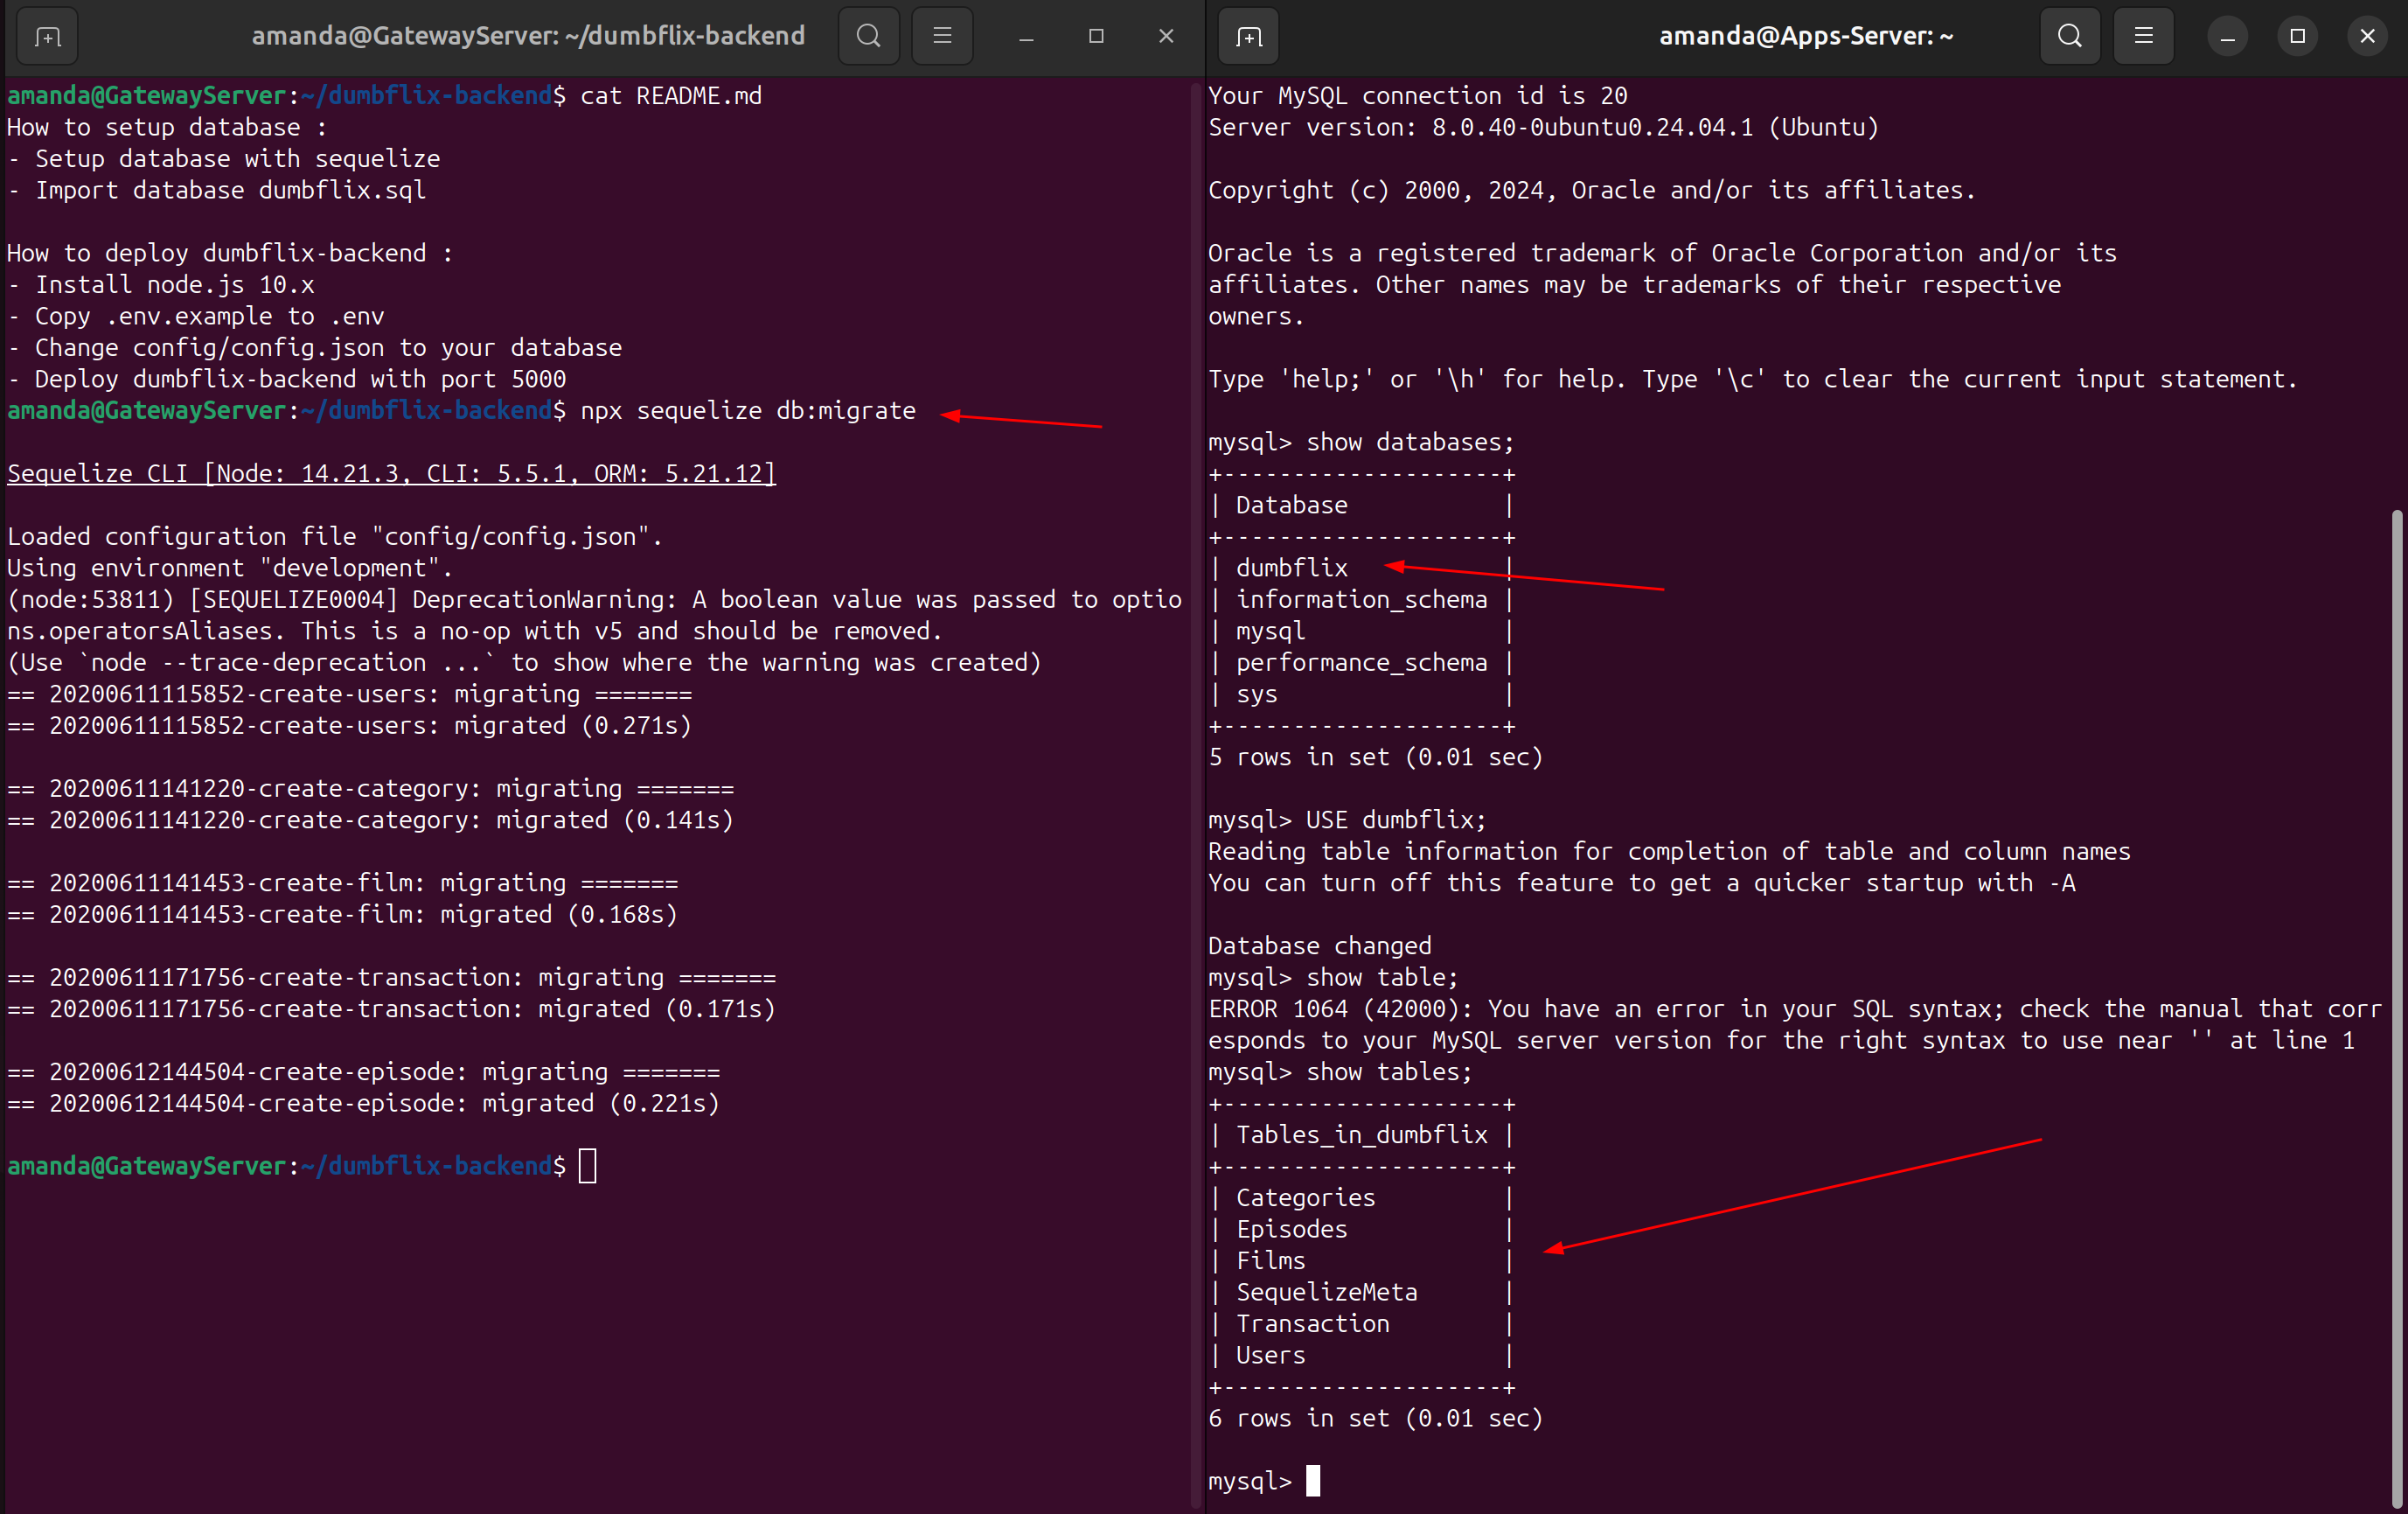 amanda@GatewayServer: ~/dumbflix-backend
amanda@GatewayServer:~/dumbflix-backend$ cat README.md
How to setup database :
- Setup database with sequelize
- Import database dumbflix.sql
How to deploy dumbflix-backend :
- Install node.js 10.x
- Copy .env.example to .env
- Change config/config.json to your database
- Deploy dumbflix-backend with port 5000
amanda@GatewayServer:~/dumbflix-backend$ npx sequelize db:migrate
Sequelize CLI [Node: 14.21.3, CLI: 5.5.1, ORM: 5.21.12]
Loaded configuration file "config/config.json".
Using environment "development".
(node:53811) [SEQUELIZE0004] DeprecationWarning: A boolean value was passed to optio
ns.operatorsAliases. This is a no-op with v5 and should be removed.
(Use `node --trace-deprecation ...` to show where the warning was created)
== 20200611115852-create-users: migrating =======
== 20200611115852-create-users: migrated (0.271s)
== 20200611141220-create-category: migrating =======
== 20200611141220-create-category: migrated (0.141s)
== 20200611141453-create-film: migrating =======
== 20200611141453-create-film: migrated (0.168s)
== 20200611171756-create-transaction: migrating =======
== 20200611171756-create-transaction: migrated (0.171s)
== 20200612144504-create-episode: migrating =======
== 20200612144504-create-episode: migrated (0.221s)
amanda@GatewayServer:~/dumbflix-backend$
amanda@Apps-Server: ~
Your MySQL connection id is 20
Server version: 8.0.40-0ubuntu0.24.04.1 (Ubuntu)
Copyright (c) 2000, 2024, Oracle and/or its affiliates.
Oracle is a registered trademark of Oracle Corporation and/or its
affiliates. Other names may be trademarks of their respective
owners.
Type 'help;' or '\h' for help. Type '\c' to clear the current input statement.
mysql> show databases;
+--------------------+
| Database           |
+--------------------+
| dumbflix           |
| information_schema |
| mysql              |
| performance_schema |
| sys                |
+--------------------+
5 rows in set (0.01 sec)
mysql> USE dumbflix;
Reading table information for completion of table and column names
You can turn off this feature to get a quicker startup with -A
Database changed
mysql> show table;
ERROR 1064 (42000): You have an error in your SQL syntax; check the manual that corr
esponds to your MySQL server version for the right syntax to use near '' at line 1
mysql> show tables;
+--------------------+
| Tables_in_dumbflix |
+--------------------+
| Categories         |
| Episodes           |
| Films              |
| SequelizeMeta      |
| Transaction        |
| Users              |
+--------------------+
6 rows in set (0.01 sec)
mysql>